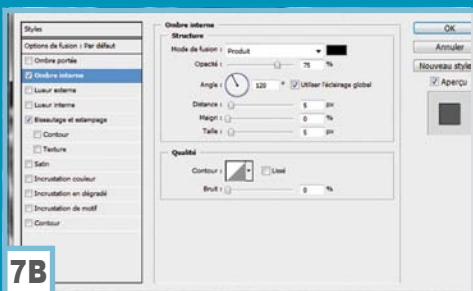 Styles
Options de fusion : Par défaut
Ombre portée
Ombre interne
Lueur externe
Lueur interne
Biseautage et estampage
Contour
Texture
Satin
Incrustation couleur
Incrustation en dégradé
Incrustation de motif
Contour
Ombre interne
Structure
Mode de fusion : Produit
Opacité : 75 %
Angle : 120 ° Utiliser l'éclairage global
Distance : 5 px
Maigri : 0 %
Taille : 5 px
Qualité
Contour : Lissé
Bruit : 0 %
OK
Annuler
Nouveau style
Aperçu
7B